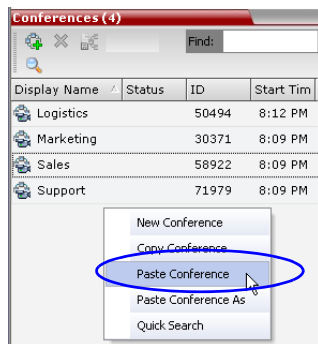 Conferences (4)
Find:
Display Name Status ID Start Tim
Logistics 50494 8:12 PM
Marketing 30371 8:09 PM
Sales 58922 8:09 PM
Support 71979 8:09 PM
New Conference
Copy Conference
Paste Conference
Paste Conference As
Quick Search